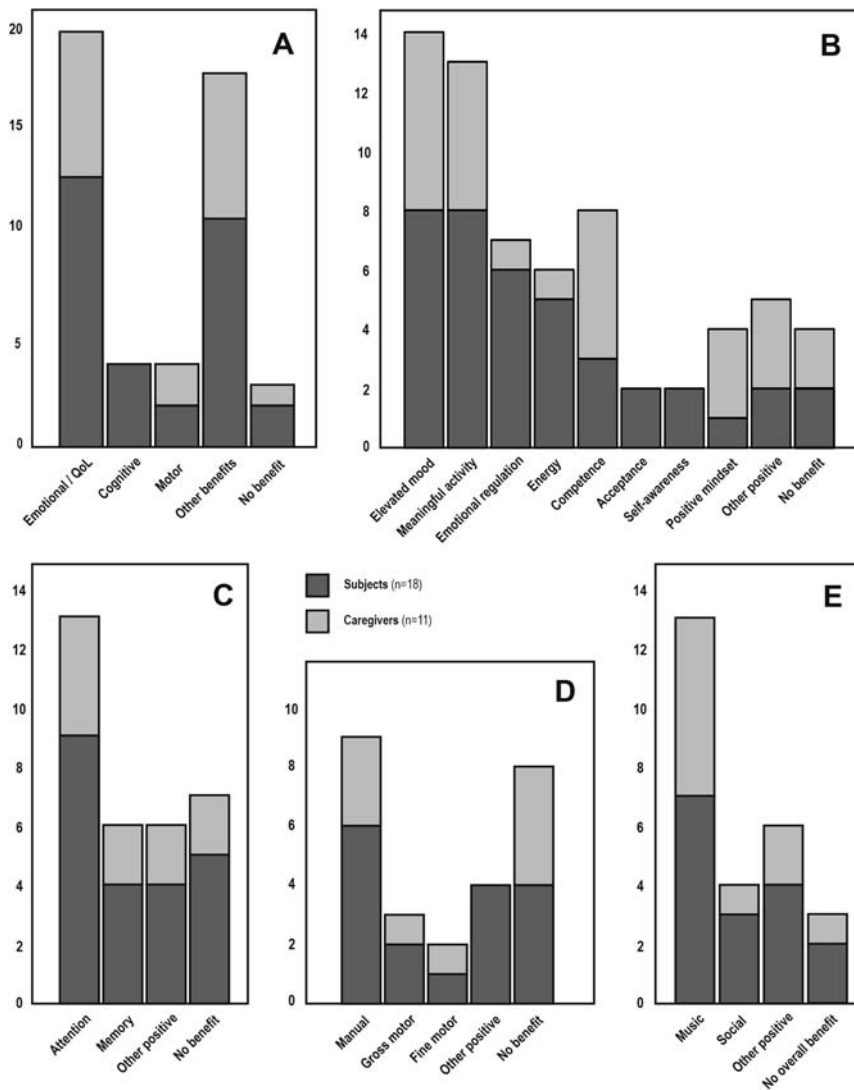 A
20
15
10
5
0
Emotional / QoL
Cognitive
Motor
Other benefits
No benefit
B
14
12
10
8
6
4
2
0
Elevated mood
Meaningful activity
Emotional regulation
Energy
Competence
Acceptance
Self-awareness
Positive mindset
Other positive
No benefit
C
14
12
10
8
6
4
2
0
Attention
Memory
Other positive
No benefit
Subjects (n=18)
Caregivers (n=11)
D
10
8
6
4
2
0
Manual
Gross motor
Fine motor
Other positive
No benefit
E
14
12
10
8
6
4
2
0
Music
Social
Other positive
No overall benefit